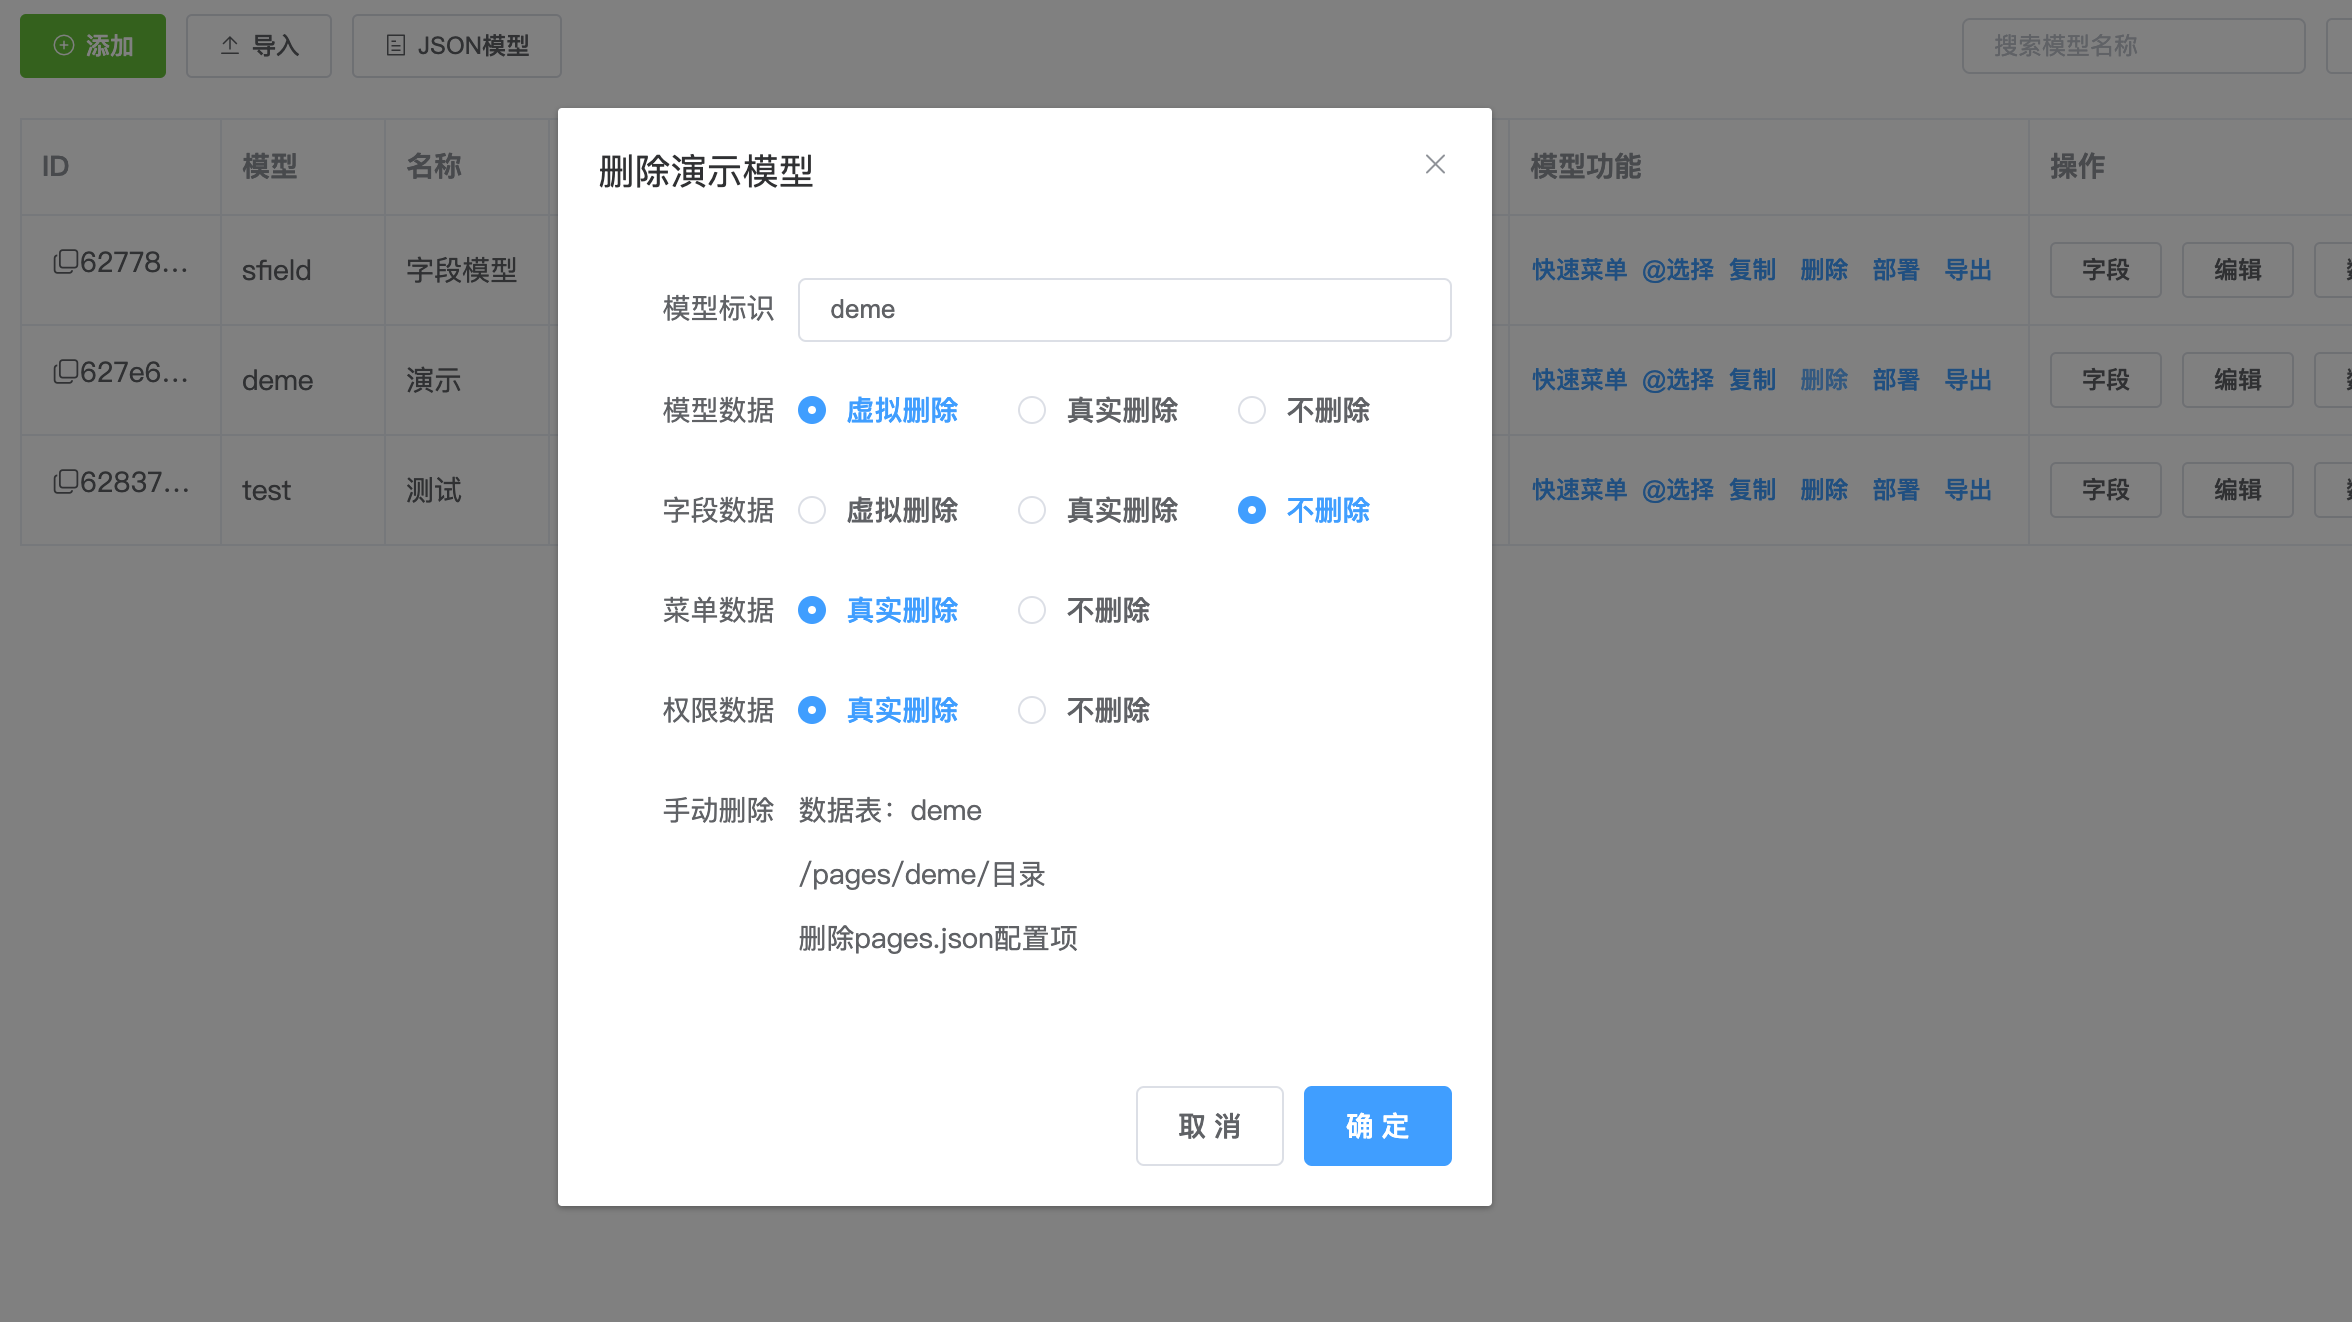 添加 导入 JSON模型 搜索模型名称
ID 模型 名称 模型功能 操作
62778... sfield 字段模型 快速菜单 @选择 复制 删除 部署 导出 字段 编辑
627e6... deme 演示 快速菜单 @选择 复制 删除 部署 导出 字段 编辑
62837... test 测试 快速菜单 @选择 复制 删除 部署 导出 字段 编辑
删除演示模型
模型标识 deme
模型数据 虚拟删除 真实删除 不删除
字段数据 虚拟删除 真实删除 不删除
菜单数据 真实删除 不删除
权限数据 真实删除 不删除
手动删除 数据表：deme
/pages/deme/目录
删除pages.json配置项
取 消 确 定